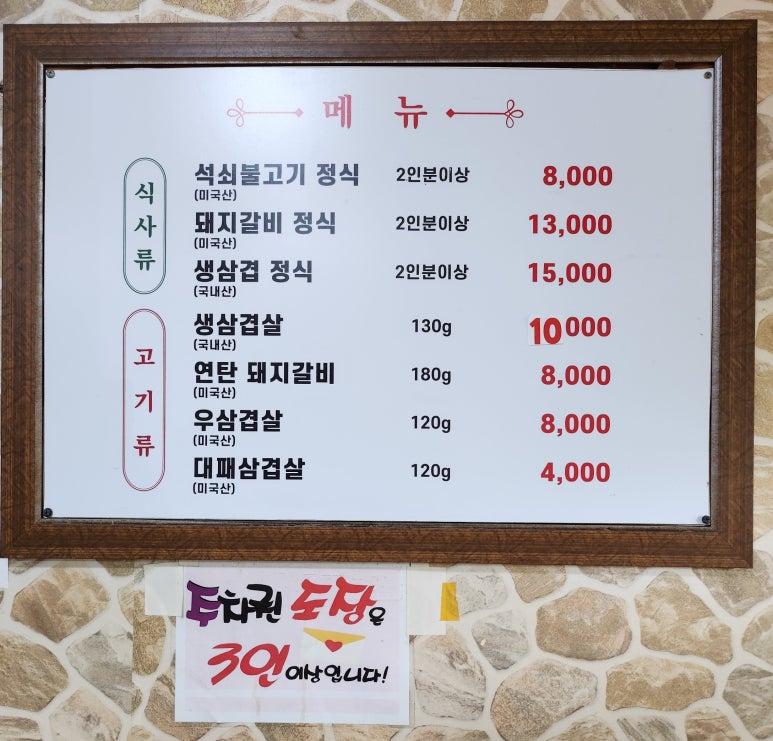 메 뉴
식사류
석쇠불고기 정식 2인분이상 8,000
(미국산)
돼지갈비 정식 2인분이상 13,000
(미국산)
생삼겹 정식 2인분이상 15,000
(국내산)
고기류
생삼겹살 130g 10000
(국내산)
연탄 돼지갈비 180g 8,000
(미국산)
우삼겹살 120g 8,000
(미국산)
대패삼겹살 120g 4,000
(미국산)
주차권 도장은
3인 이상입니다!